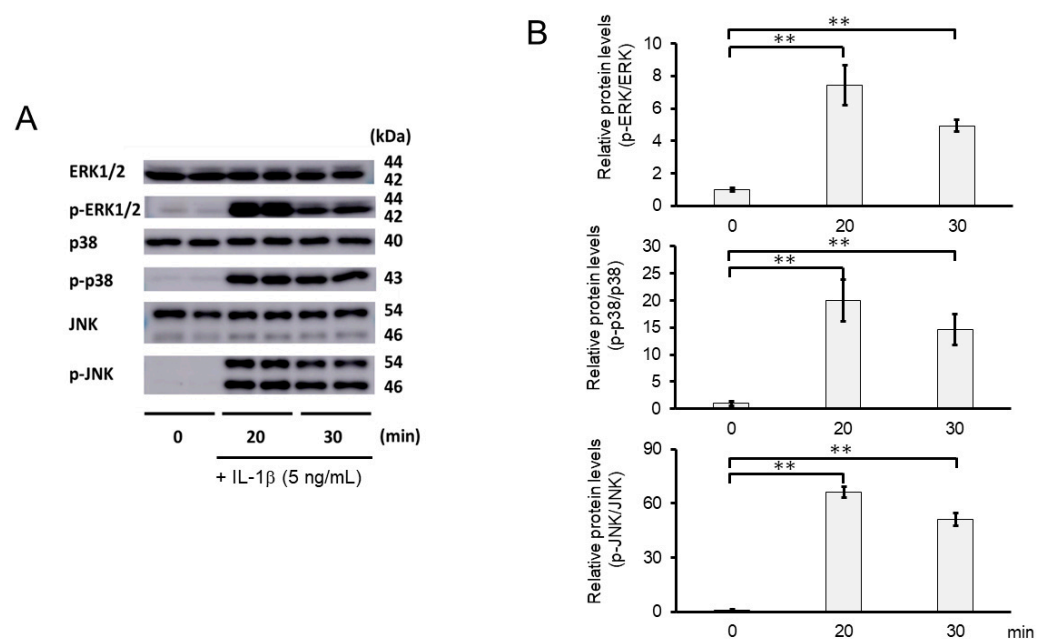 A
(kDa)
ERK1/2
44
42
p-ERK1/2
44
42
p38
40
p-p38
43
JNK
54
46
p-JNK
54
46
0 20 30 (min)
+ IL-1β (5 ng/mL)
B
Relative protein levels
(p-ERK/ERK)
**
**
10
8
6
4
2
0
0 20 30
Relative protein levels
(p-p38/p38)
**
**
30
25
20
15
10
5
0
0 20 30
Relative protein levels
(p-JNK/JNK)
**
**
90
60
30
0
0 20 30 min